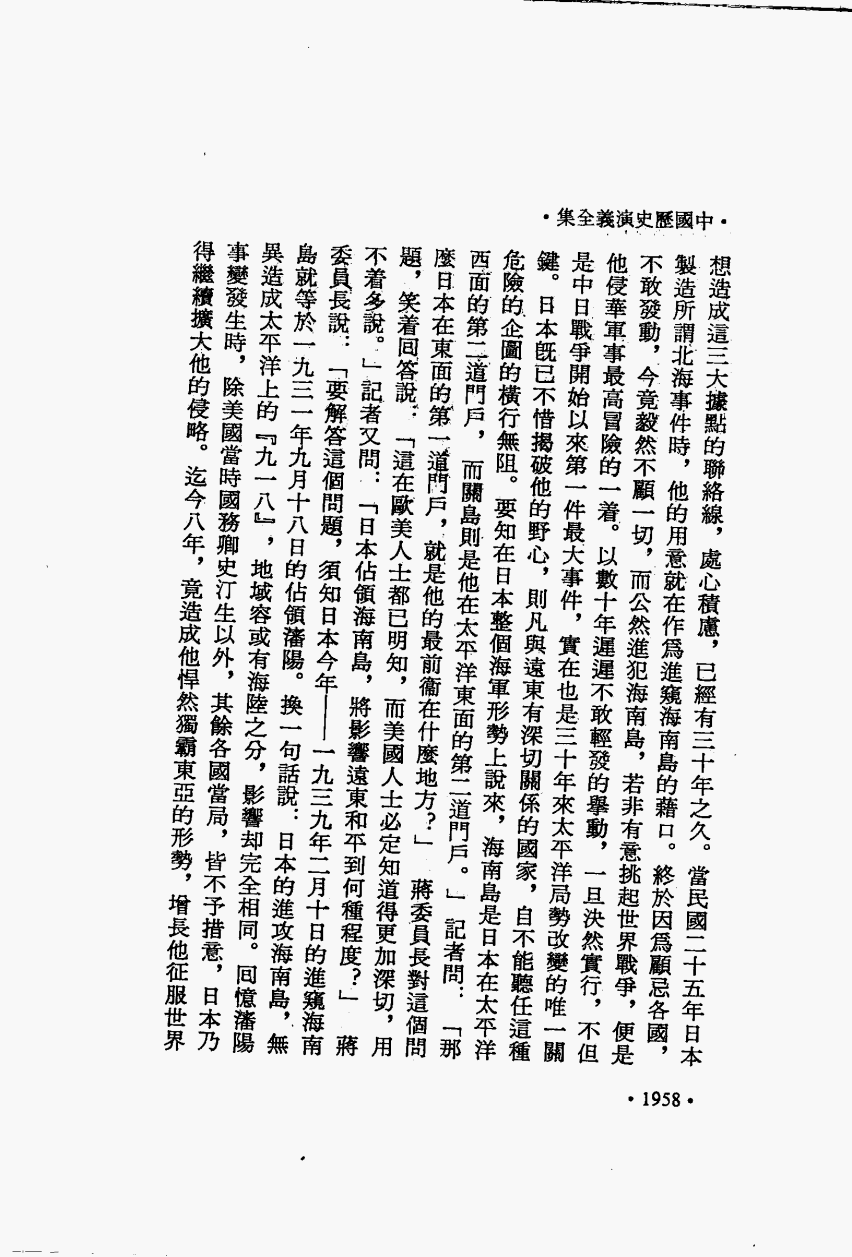 ·中國歷史演義全集·
想造成這三大據點的聯絡線，處心積慮，已經有三十年之久。當民國二十五年日本
製造所謂北海事件時，他的用意就在作爲進窺海南島的藉口。終於因爲顧忌各國，
不敢發動，今竟毅然不顧一切，而公然進犯海南島，若非有意挑起世界戰爭，便是
他侵華軍事最高冒險的一着。以數十年遲遲不敢輕發的舉動，一旦決然實行，不但
是中日戰爭開始以來第一件最大事件，實在也是三十年來太平洋局勢改變的唯一關
鍵。日本旣已不惜揭破他的野心，則凡與遠東有深切關係的國家，自不能聽任這種
危險的企圖的橫行無阻。要知在日本整個海軍形勢上說來，海南島是日本在太平洋
西面的第二道門戶，而關島則是他在太平洋東面的第二道門戶。」記者問：「那
麼日本在東面的第一道門戶，就是他的最前衞在什麼地方？」蔣委員長對這個問
題，笑着回答說：「這在歐美人士都已明知，而美國人士必定知道得更加深切，用
不着多說。」記者又問：「日本佔領海南島，將影響遠東和平到何種程度？」蔣
委員長說：「要解答這個問題，須知日本今年——一九三九年二月十日的進窺海南
島就等於一九三一年九月十八日的佔領瀋陽。換一句話說：日本的進攻海南島，無
異造成太平洋上的『九一八』，地域容或有海陸之分，影響却完全相同。回憶瀋陽
事變發生時，除美國當時國務卿史汀生以外，其餘各國當局，皆不予措意，日本乃
得繼續擴大他的侵略。迄今八年，竟造成他悍然獨霸東亞的形勢，增長他征服世界
·1958·